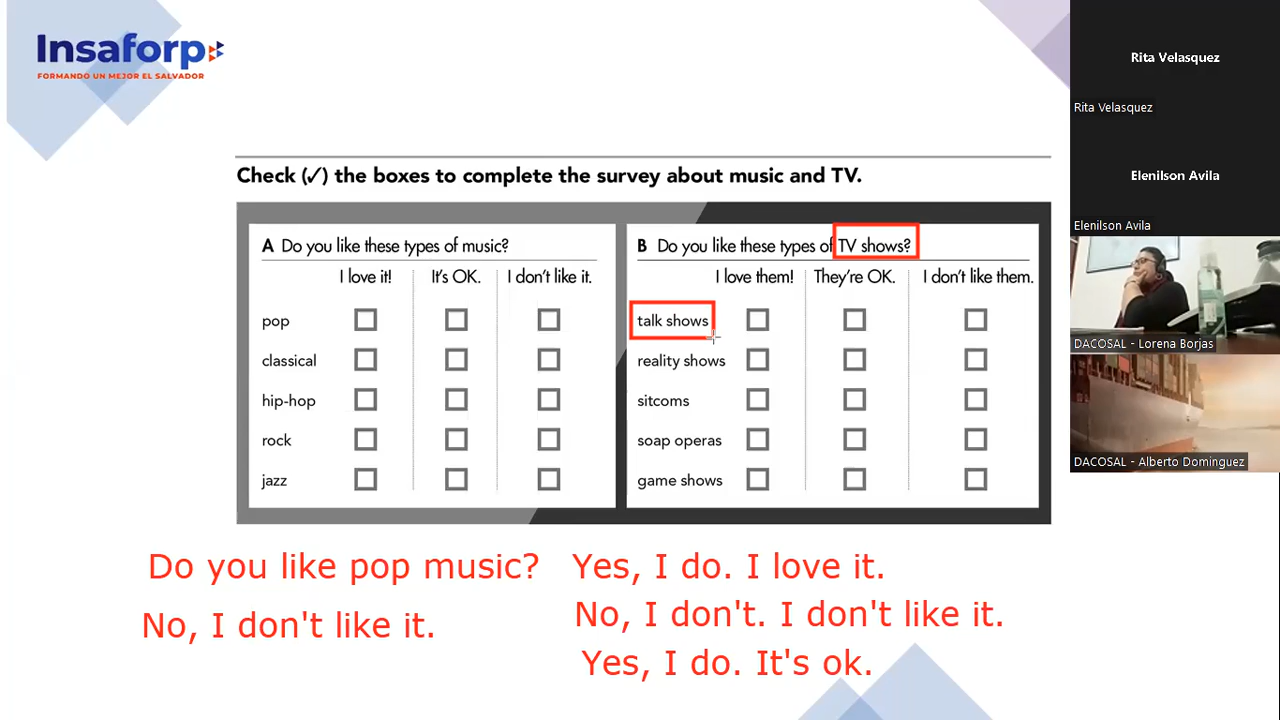 Insaforp
FORMANDO UN MEJOR EL SALVADOR
Check (✓) the boxes to complete the survey about music and TV.
A Do you like these types of music?
I love it! It's OK. I don't like it.
pop
classical
hip-hop
rock
jazz
B Do you like these types of TV shows?
I love them! They're OK. I don't like them.
talk shows
reality shows
sitcoms
soap operas
game shows
Do you like pop music? Yes, I do. I love it.
No, I don't like it. No, I don't. I don't like it.
Yes, I do. It's ok.
Rita Velasquez
Rita Velasquez
Elenilson Avila
Elenilson Avila
DACOSAL - Lorena Borjas
DACOSAL - Alberto Dominguez